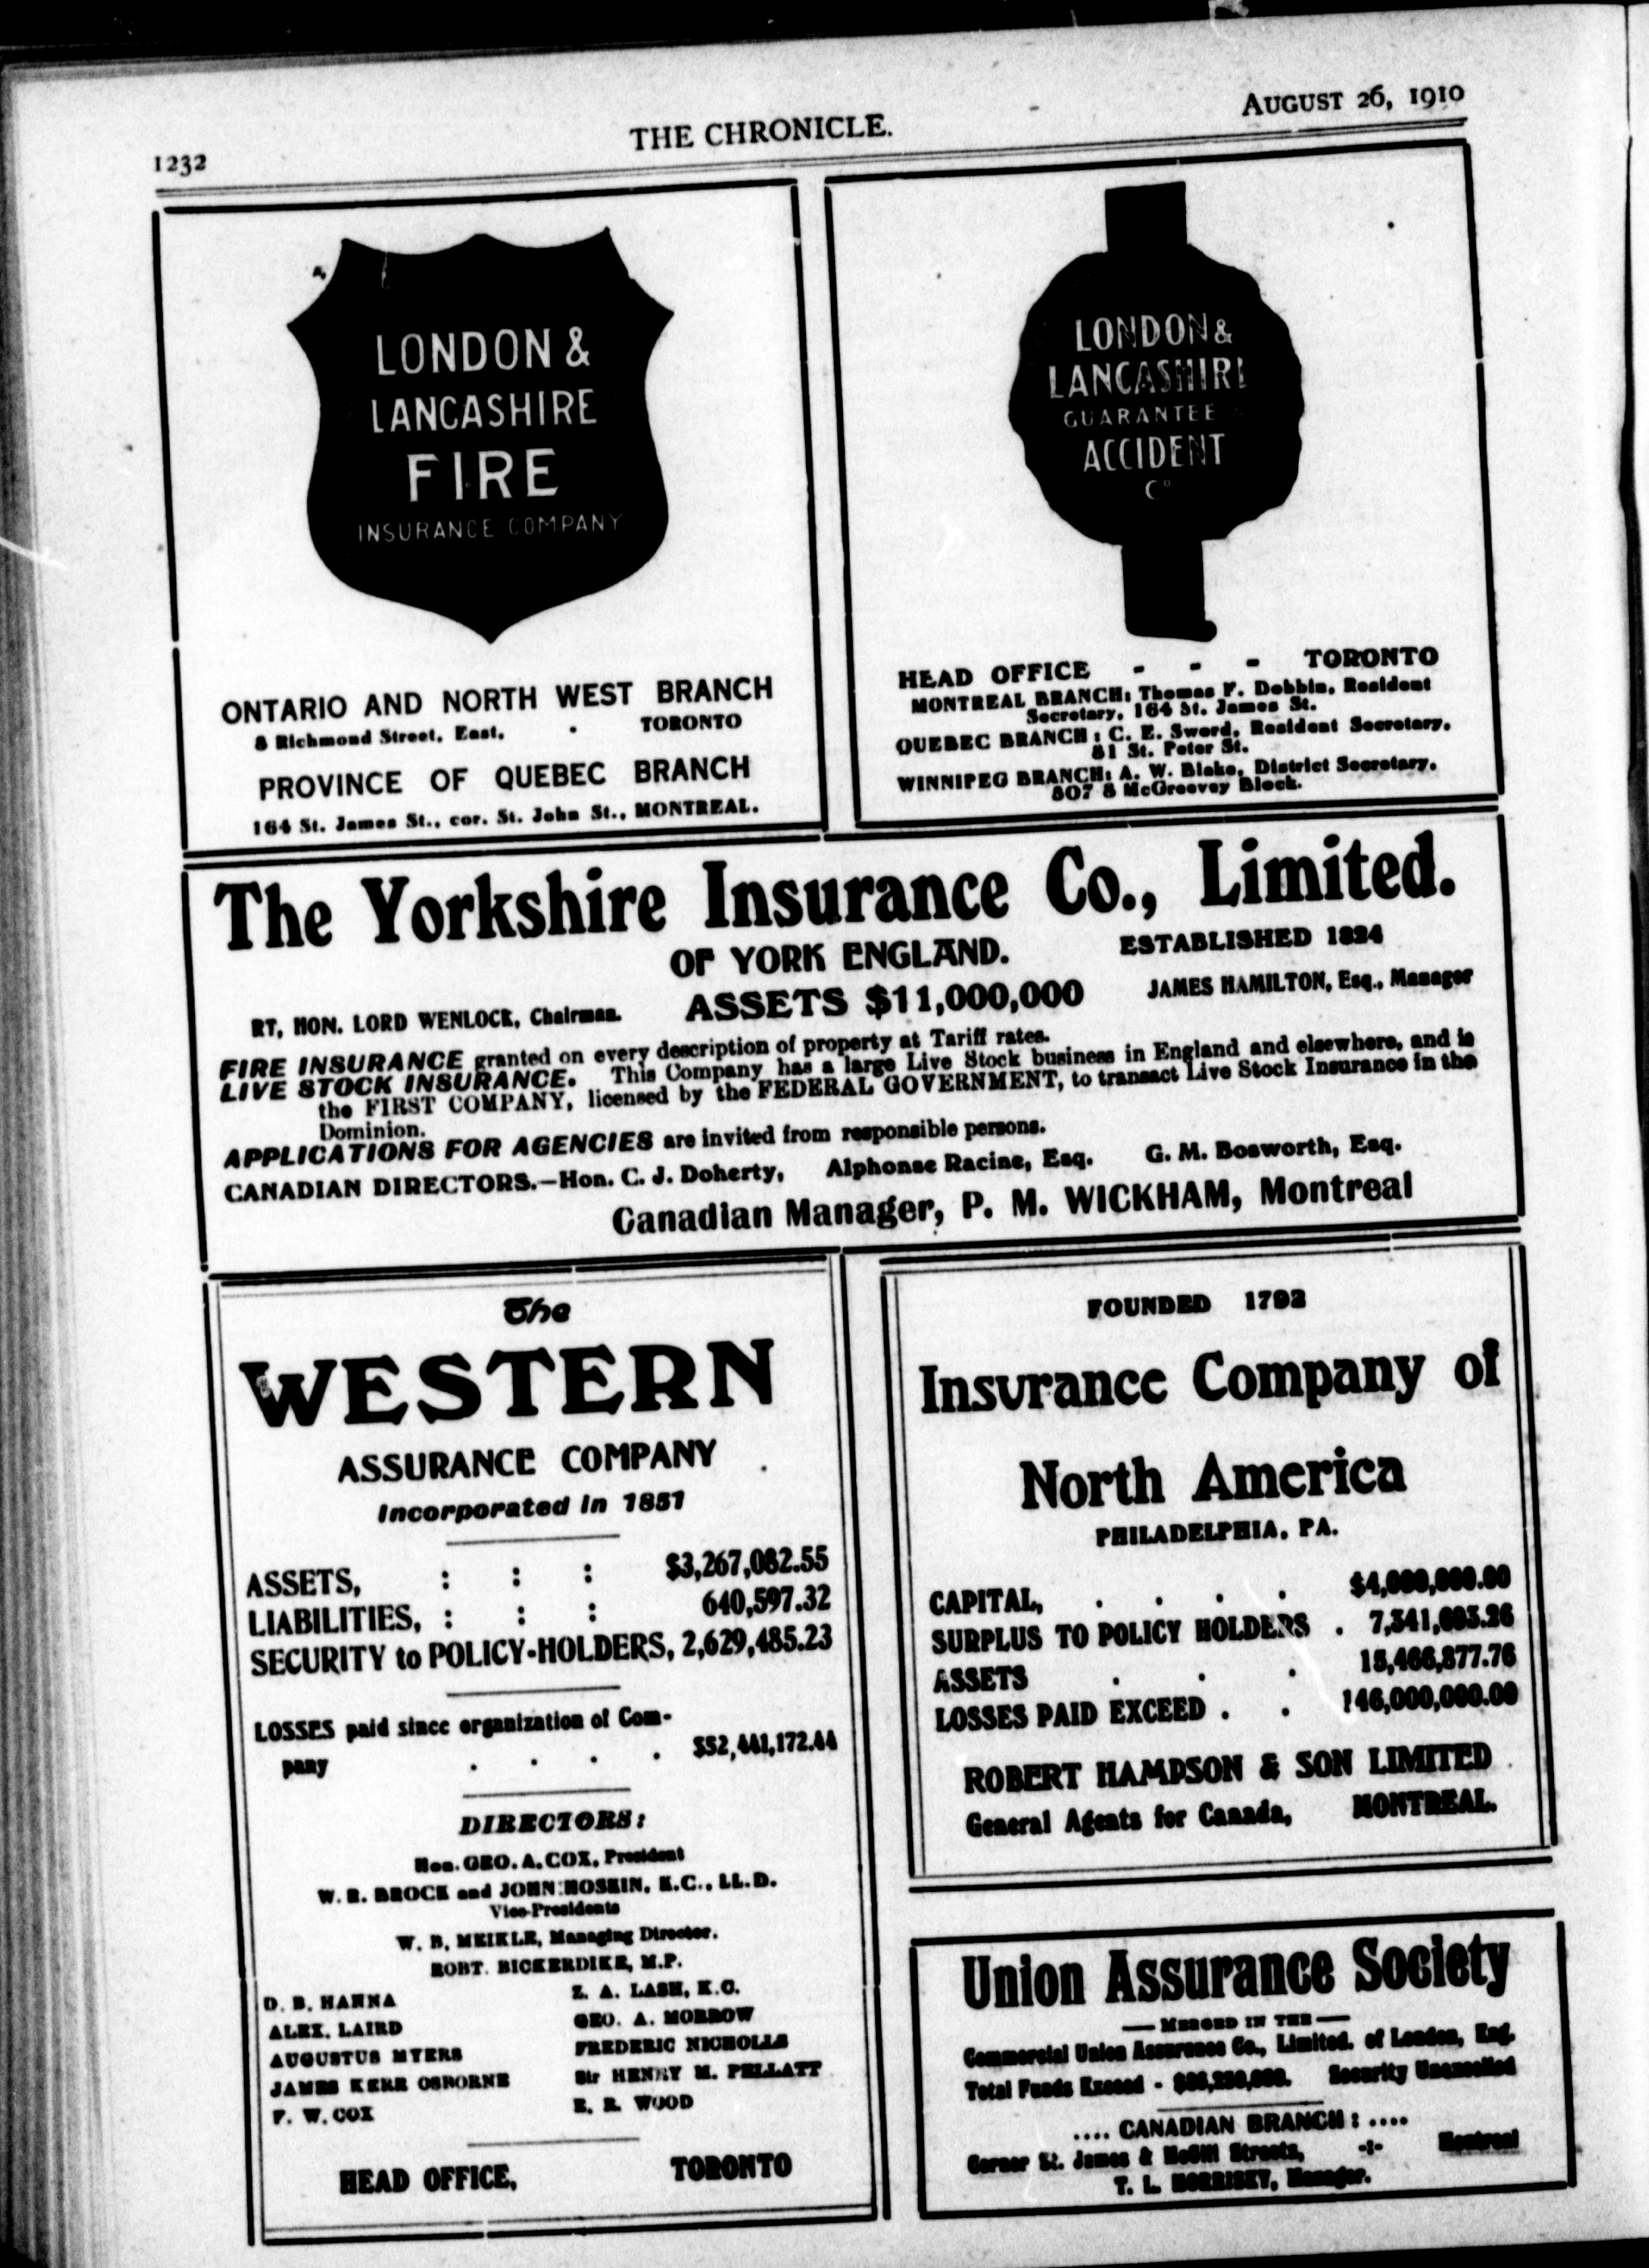 1232
THE CHRONICLE.
AUGUST 26, 1910
LONDON &
LANCASHIRE
FIRE
INSURANCE COMPANY
ONTARIO AND NORTH WEST BRANCH
8 Richmond Street, East, . TORONTO
PROVINCE OF QUEBEC BRANCH
164 St. James St., cor. St. John St., MONTREAL.
LONDON &
LANCASHIRE
GUARANTEE
ACCIDENT
Co
HEAD OFFICE - - - TORONTO
MONTREAL BRANCH: Thomas F. Dobbin, Resident
Secretary, 164 St. James St.
QUEBEC BRANCH: C. E. Sword, Resident Secretary,
81 St. Peter St.
WINNIPEG BRANCH: A. W. Blake, District Secretary,
507 8 McGreevey Block.
The Yorkshire Insurance Co., Limited.
OF YORK ENGLAND. ESTABLISHED 1824
RT, HON. LORD WENLOCK, Chairman. ASSETS $11,000,000 JAMES HAMILTON, Esq., Manager
FIRE INSURANCE granted on every description of property at Tariff rates.
LIVE STOCK INSURANCE. This Company has a large Live Stock business in England and elsewhere, and is
the FIRST COMPANY, licensed by the FEDERAL GOVERNMENT, to transact Live Stock Insurance in the
Dominion.
APPLICATIONS FOR AGENCIES are invited from responsible persons.
CANADIAN DIRECTORS.—Hon. C. J. Doherty, Alphonse Racine, Esq. G. M. Bosworth, Esq.
Canadian Manager, P. M. WICKHAM, Montreal
The
WESTERN
ASSURANCE COMPANY
Incorporated in 1851
ASSETS, : : : $3,267,082.55
LIABILITIES, : : : 640,597.32
SECURITY to POLICY-HOLDERS, 2,629,485.23
LOSSES paid since organization of Com-
pany . . . . $52,441,172.44
DIRECTORS:
Hon. GEO. A. COX, President
W. R. BROCK and JOHN HOSKIN, K.C., LL.D.
Vice-Presidents
W. B. MEIKLE, Managing Director.
ROBT. BICKERDIKE, M.P.
D. B. HANNA Z. A. LASH, K.C.
ALEX. LAIRD GEO. A. MORROW
AUGUSTUS MYERS FREDERIC NICHOLLS
JAMES KERR OSBORNE Sir HENRY M. PELLATT
F. W. COX E. R. WOOD
HEAD OFFICE, TORONTO
FOUNDED 1792
Insurance Company of
North America
PHILADELPHIA, PA.
CAPITAL, . . . . $4,000,000.00
SURPLUS TO POLICY HOLDERS .
ASSETS . . .
LOSSES PAID EXCEED . . 146,000,000.00
ROBERT HAMPSON & SON LIMITED
General Agents for Canada, MONTREAL.
Union Assurance Society
— MERGED IN THE —
Commercial Union Assurance Co., Limited. of London, Eng.
Total Funds Exceed - Security Unexcelled
.... CANADIAN BRANCH: ....
Corner St. James & McGill Streets, -:- Montreal
T. L. MORRISEY, Manager.